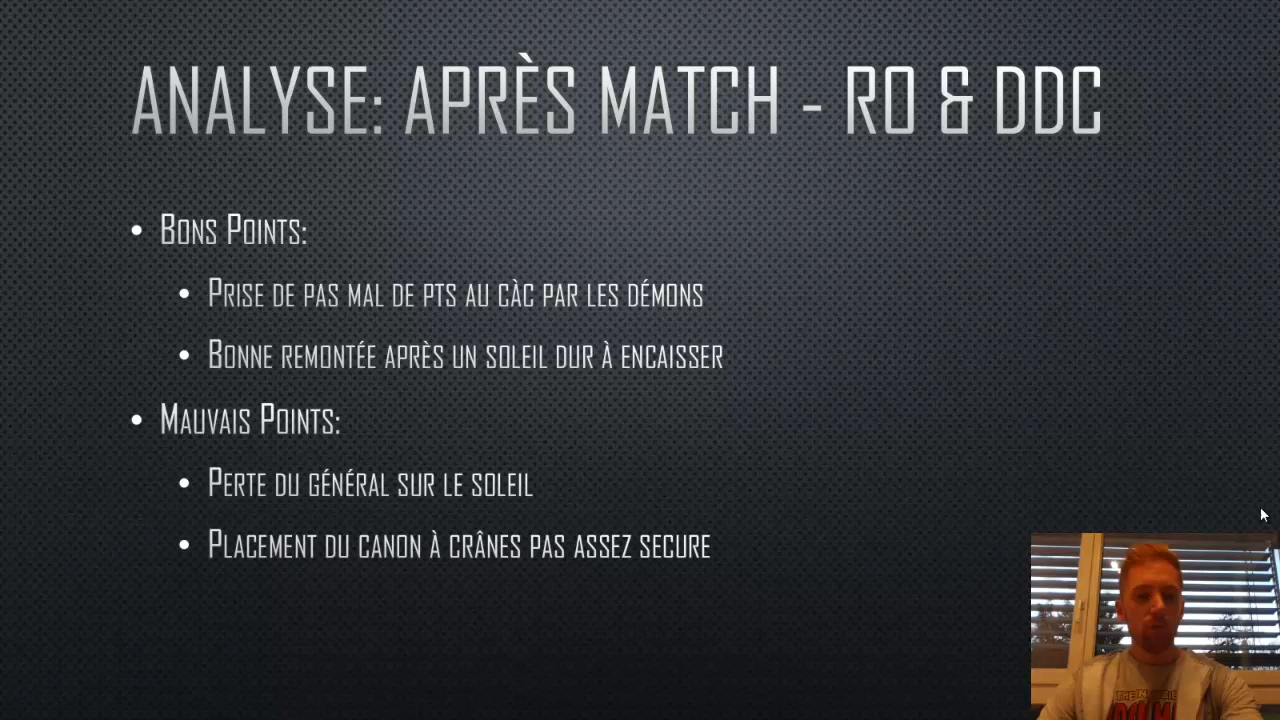 ANALYSE: APRÈS MATCH - RO & DDC
• BONS POINTS:
• PRISE DE PAS MAL DE PTS AU CÀC PAR LES DÉMONS
• BONNE REMONTÉE APRÈS UN SOLEIL DUR À ENCAISSER
• MAUVAIS POINTS:
• PERTE DU GÉNÉRAL SUR LE SOLEIL
• PLACEMENT DU CANON À CRÂNES PAS ASSEZ SECURE